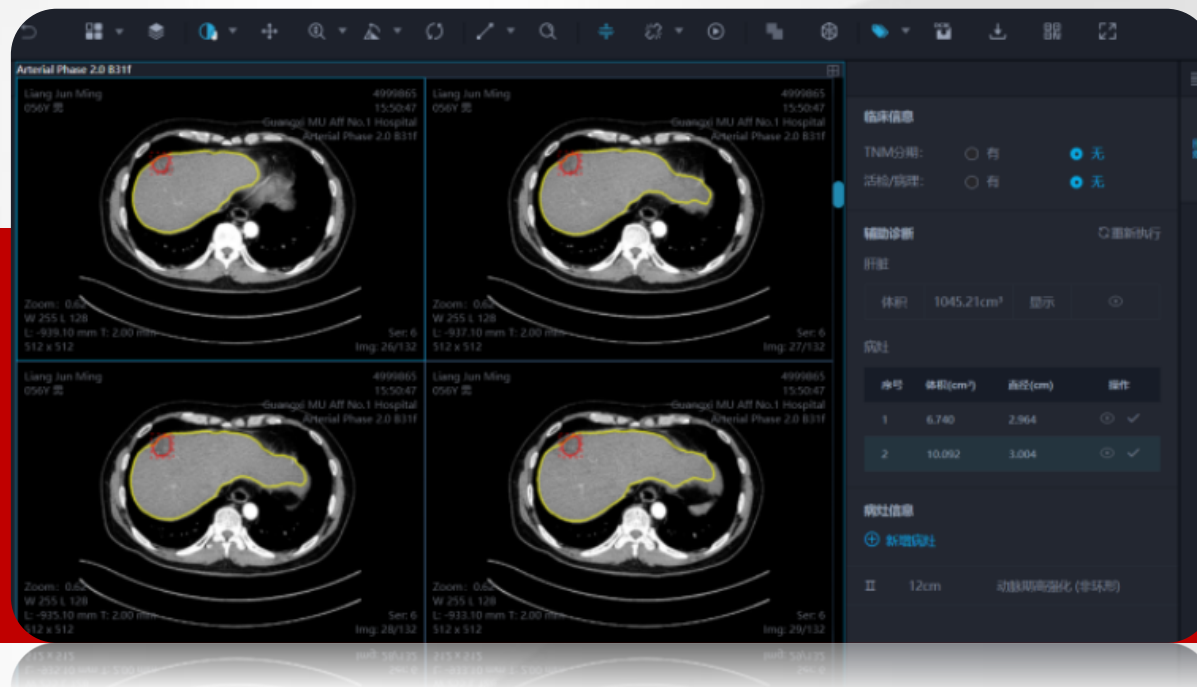 Arterial Phase 2.0 B31f
Liang Jun Ming
056Y 男
4999865
15:50:47
Guangxi MU Aff No.1 Hospital
Arterial Phase 2.0 B31f
Zoom: 0.62
W 255 L 128
L: -939.10 mm T: 2.00 mm
512 x 512
Ser: 6
Img: 26/132
Liang Jun Ming
056Y 男
4999865
15:50:47
Guangxi MU Aff No.1 Hospital
Arterial Phase 2.0 B31f
Zoom: 0.62
W 255 L 128
L: -937.10 mm T: 2.00 mm
512 x 512
Ser: 6
Img: 27/132
Liang Jun Ming
056Y 男
4999865
15:50:47
Guangxi MU Aff No.1 Hospital
Arterial Phase 2.0 B31f
Zoom: 0.62
W 255 L 128
L: -935.10 mm T: 2.00 mm
512 x 512
Ser: 6
Img: 28/132
Liang Jun Ming
056Y 男
4999865
15:50:47
Guangxi MU Aff No.1 Hospital
Arterial Phase 2.0 B31f
Zoom: 0.62
W 255 L 128
L: -933.10 mm T: 2.00 mm
512 x 512
Ser: 6
Img: 29/132
临床信息
TNM分期: 有 无
活检/病理: 有 无
辅助诊断 重新执行
肝脏
体积 1045.21cm³ 显示
病灶
序号 体积(cm³) 直径(cm) 操作
1 6.740 2.964
2 10.092 3.004
病灶信息
新增病灶
II 12cm 动脉期高强化 (非环形)